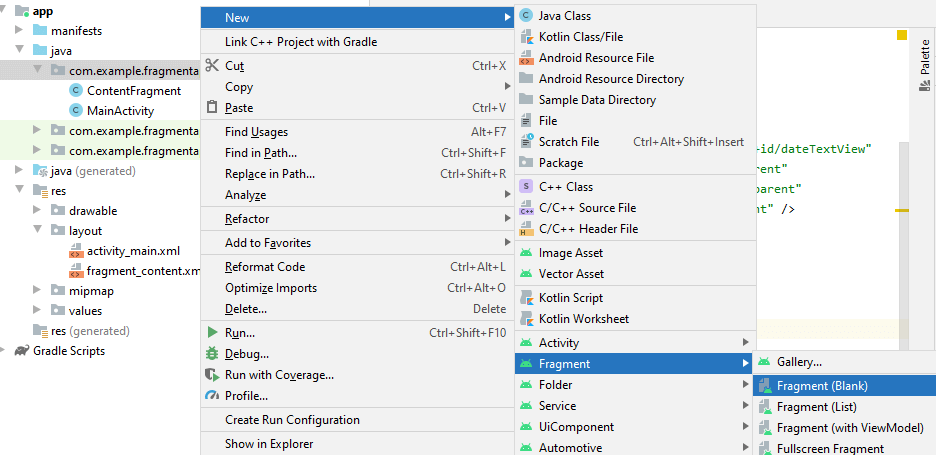 app
manifests
java
com.example.fragmenta
ContentFragment
MainActivity
com.example.fragmenta
com.example.fragmenta
java (generated)
res
drawable
layout
activity_main.xml
fragment_content.xm
mipmap
values
res (generated)
Gradle Scripts
New
Link C++ Project with Gradle
Cut Ctrl+X
Copy
Paste Ctrl+V
Find Usages Alt+F7
Find in Path... Ctrl+Shift+F
Replace in Path... Ctrl+Shift+R
Analyze
Refactor
Add to Favorites
Reformat Code Ctrl+Alt+L
Optimize Imports Ctrl+Alt+O
Delete... Delete
Run... Ctrl+Shift+F10
Debug...
Run with Coverage...
Profile...
Create Run Configuration
Show in Explorer
Java Class
Kotlin Class/File
Android Resource File
Android Resource Directory
Sample Data Directory
File
Scratch File Ctrl+Alt+Shift+Insert
Package
C++ Class
C/C++ Source File
C/C++ Header File
Image Asset
Vector Asset
Kotlin Script
Kotlin Worksheet
Activity
Fragment
Folder
Service
UiComponent
Automotive
Gallery...
Fragment (Blank)
Fragment (List)
Fragment (with ViewModel)
Fullscreen Fragment
-id/dateTextView"
rent"
parent"
nt" />
Palette